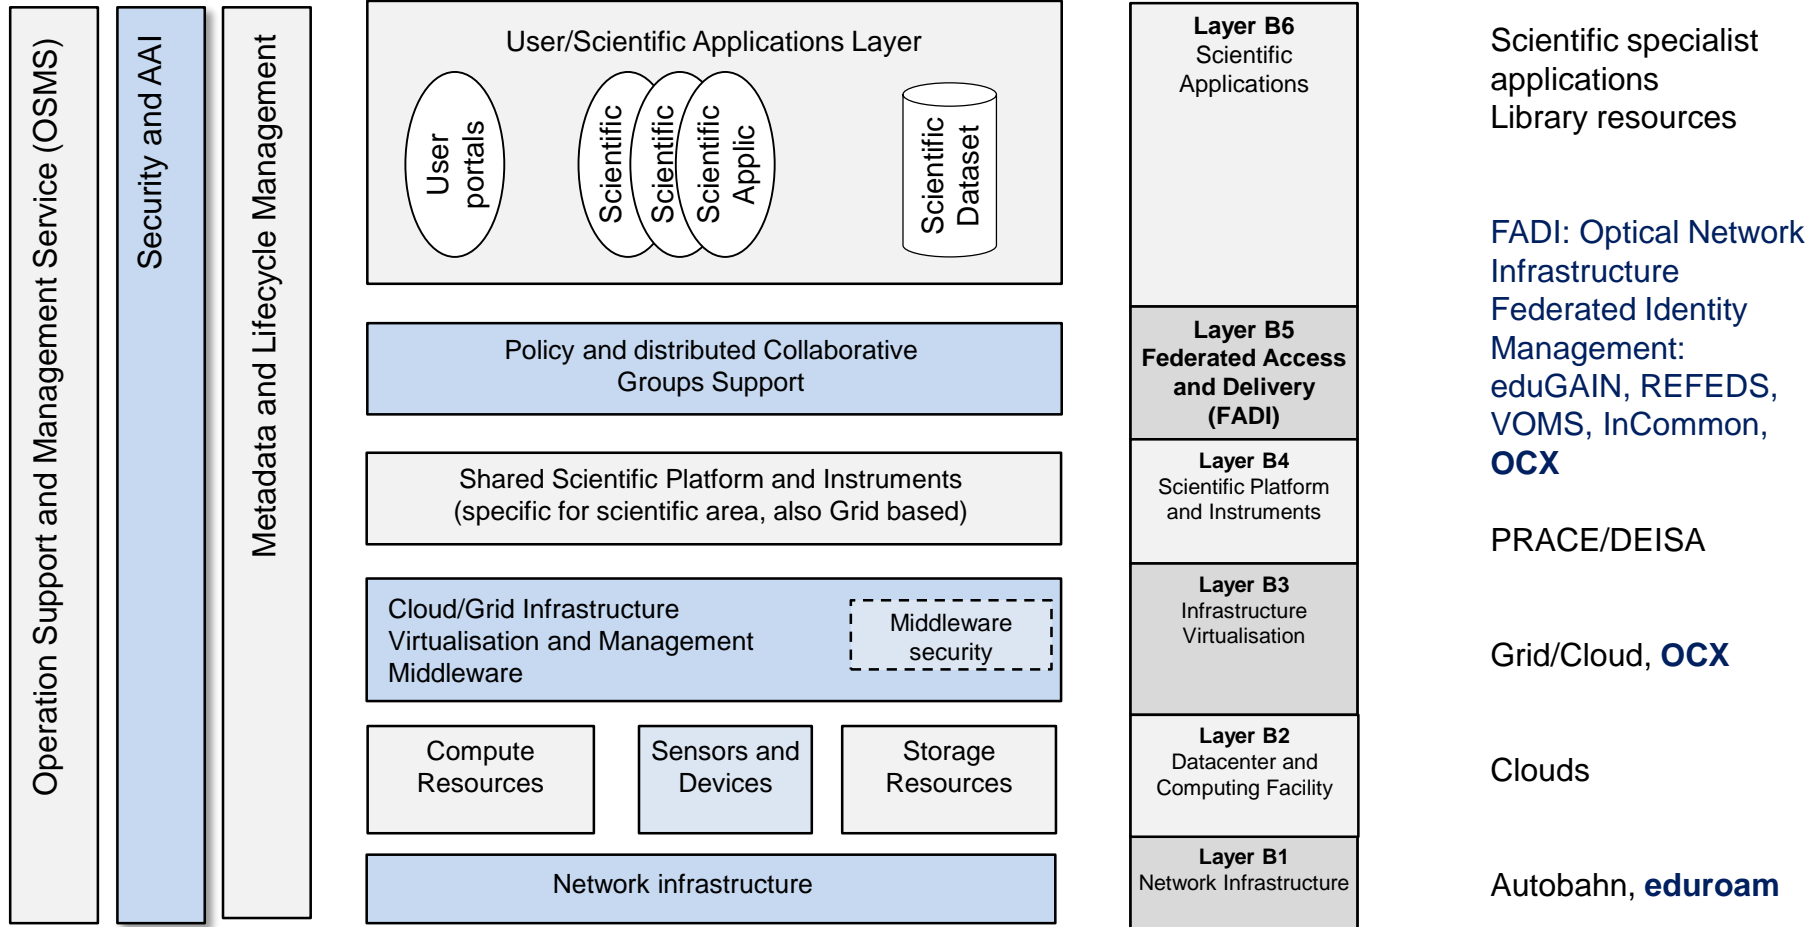 Operation Support and Management Service (OSMS)
Security and AAI
Metadata and Lifecycle Management
User/Scientific Applications Layer
User
portals
Scientific
Scientific
Scientific
Applic
Scientific
Dataset
Policy and distributed Collaborative
Groups Support
Shared Scientific Platform and Instruments
(specific for scientific area, also Grid based)
Cloud/Grid Infrastructure
Virtualisation and Management
Middleware
Middleware
security
Compute
Resources
Sensors and
Devices
Storage
Resources
Network infrastructure
Layer B6
Scientific
Applications
Layer B5
Federated Access
and Delivery
(FADI)
Layer B4
Scientific Platform
and Instruments
Layer B3
Infrastructure
Virtualisation
Layer B2
Datacenter and
Computing Facility
Layer B1
Network Infrastructure
Scientific specialist
applications
Library resources
FADI: Optical Network
Infrastructure
Federated Identity
Management:
eduGAIN, REFEDS,
VOMS, InCommon,
OCX
PRACE/DEISA
Grid/Cloud, OCX
Clouds
Autobahn, eduroam